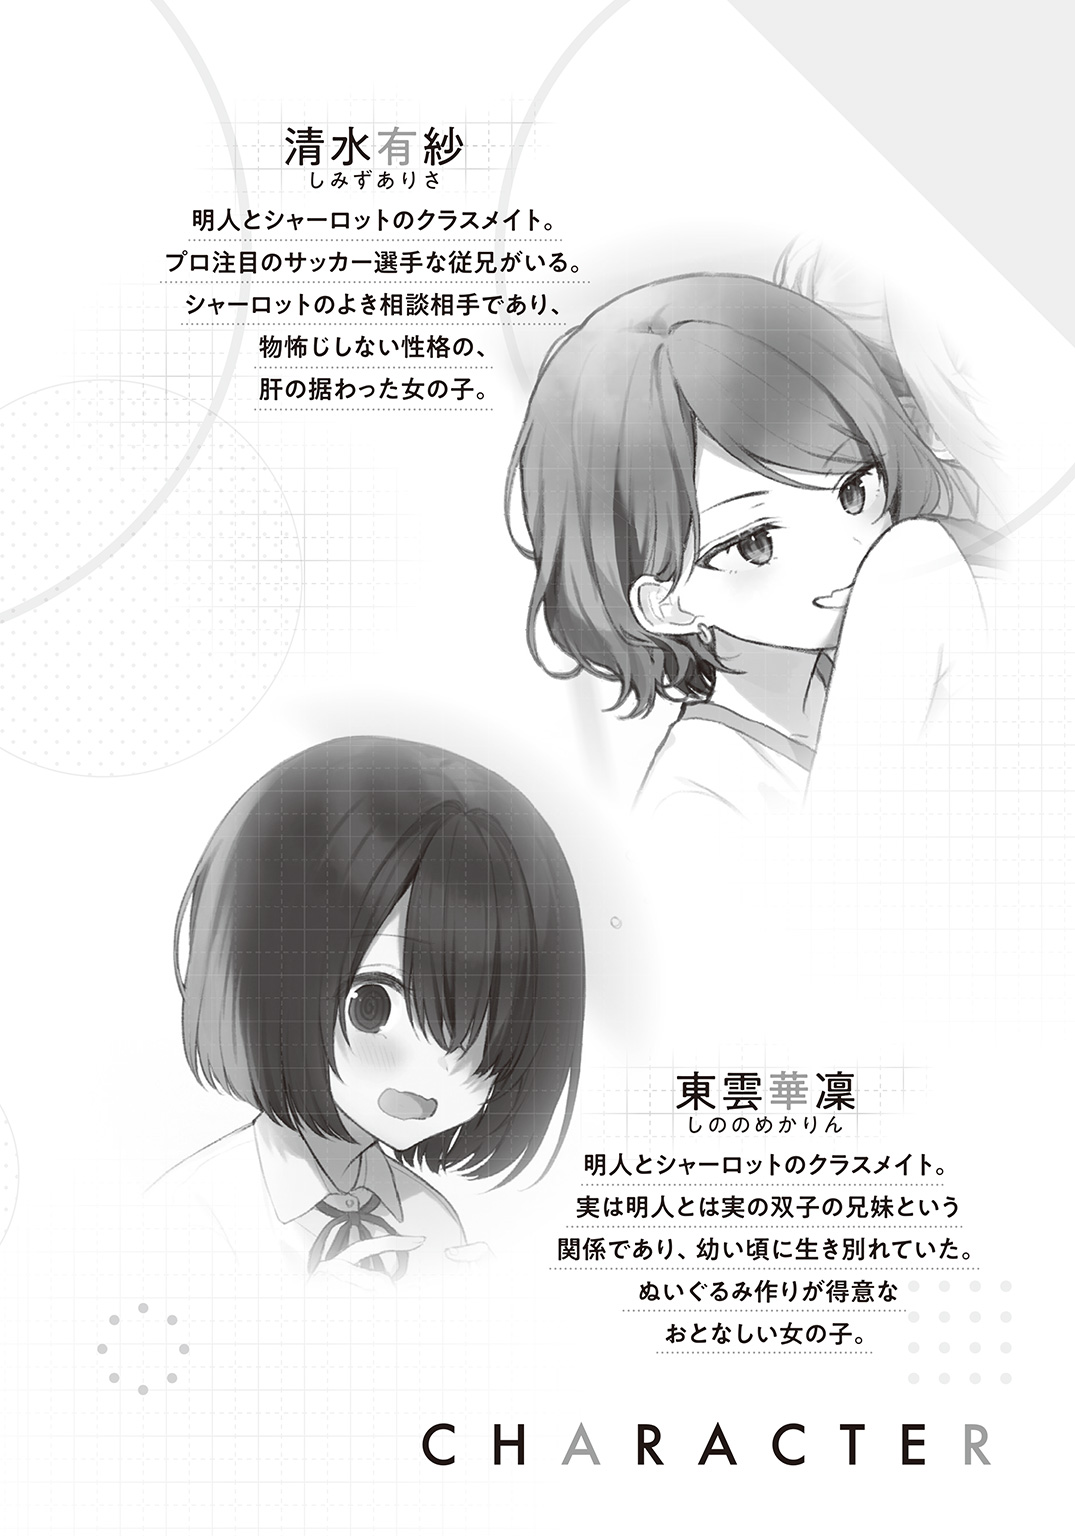 清水有紗
しみずありさ
明人とシャーロットのクラスメイト。
プロ注目のサッカー選手な従兄がいる。
シャーロットのよき相談相手であり、
物怖じしない性格の、
肝の据わった女の子。
東雲華凜
しののめかりん
明人とシャーロットのクラスメイト。
実は明人とは実の双子の兄妹という
関係であり、幼い頃に生き別れていた。
ぬいぐるみ作りが得意な
おとなしい女の子。
CHARACTER